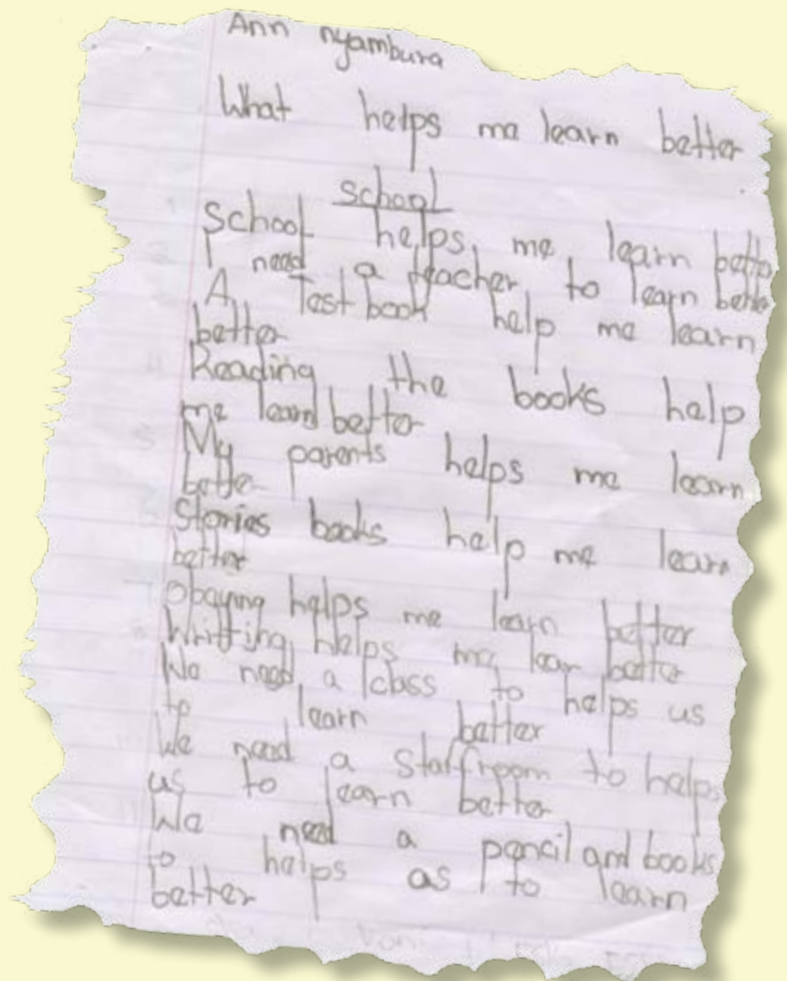 Ann nyambura
What helps me learn better
school
School helps me learn better
I need a teacher to learn better
A Test book help me learn
better
Reading the books help
me learn better
My parents helps me learn
better
Stories books help me learn
better
obaying helps me learn better
Writting helps me lear better
We need a class to helps us
to learn better
We need a staffroom to helps
us to learn better
We need a pencil and books
to helps as to learn
better